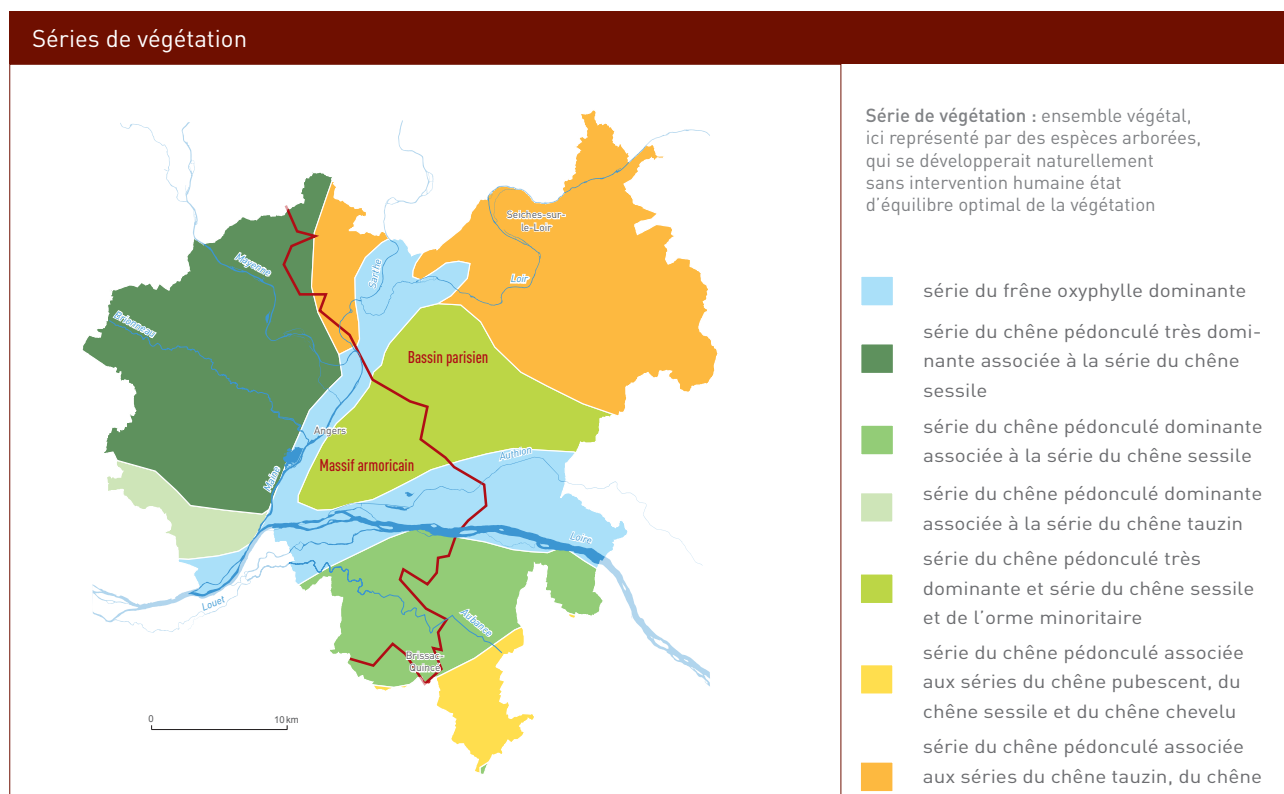 Séries de végétation
Seiches-sur-
le-Loir
Sarthe
Loir
Mayenne
Brionneau
Bassin parisien
Angers
Massif armoricain
Authion
Maine
Loire
Louet
Aubance
Brissac-
Quincé
0 10 km
Série de végétation : ensemble végétal,
ici représenté par des espèces arborées,
qui se développerait naturellement
sans intervention humaine état
d'équilibre optimal de la végétation
série du frêne oxyphylle dominante
série du chêne pédonculé très domi-
nante associée à la série du chêne
sessile
série du chêne pédonculé dominante
associée à la série du chêne sessile
série du chêne pédonculé dominante
associée à la série du chêne tauzin
série du chêne pédonculé très
dominante et série du chêne sessile
et de l'orme minoritaire
série du chêne pédonculé associée
aux séries du chêne pubescent, du
chêne sessile et du chêne chevelu
série du chêne pédonculé associée
aux séries du chêne tauzin, du chêne